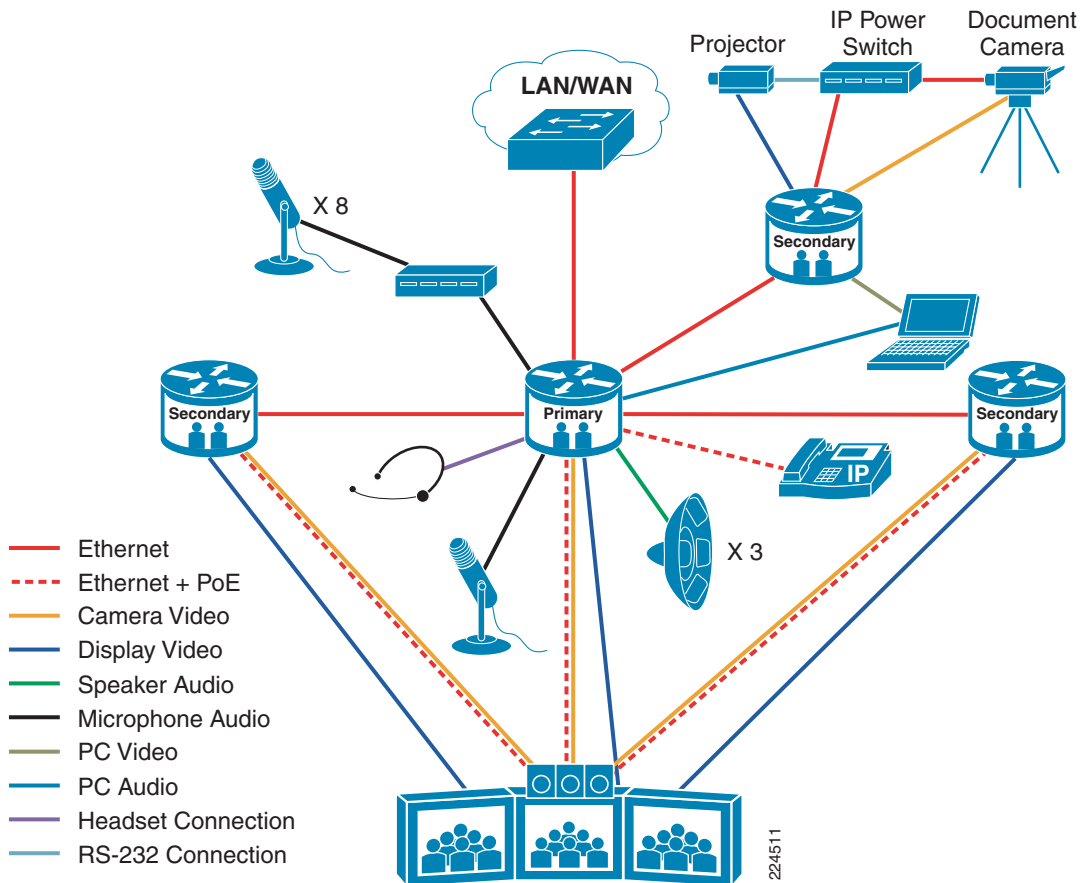 Projector
IP Power
Switch
Document
Camera
LAN/WAN
X 8
Secondary
Secondary
Primary
Secondary
IP
X 3
Ethernet
Ethernet + PoE
Camera Video
Display Video
Speaker Audio
Microphone Audio
PC Video
PC Audio
Headset Connection
RS-232 Connection
224511